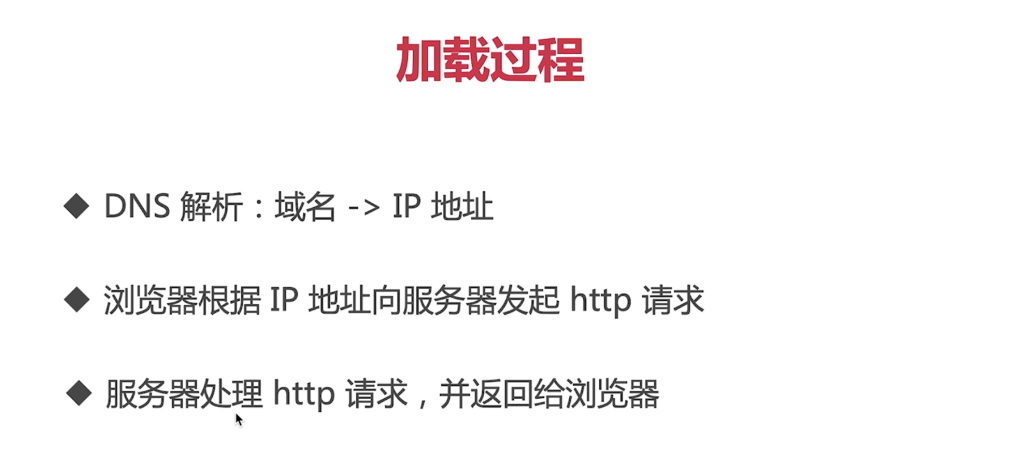 加载过程
◆ DNS 解析：域名 -> IP 地址
◆ 浏览器根据 IP 地址向服务器发起 http 请求
◆ 服务器处理 http 请求，并返回给浏览器